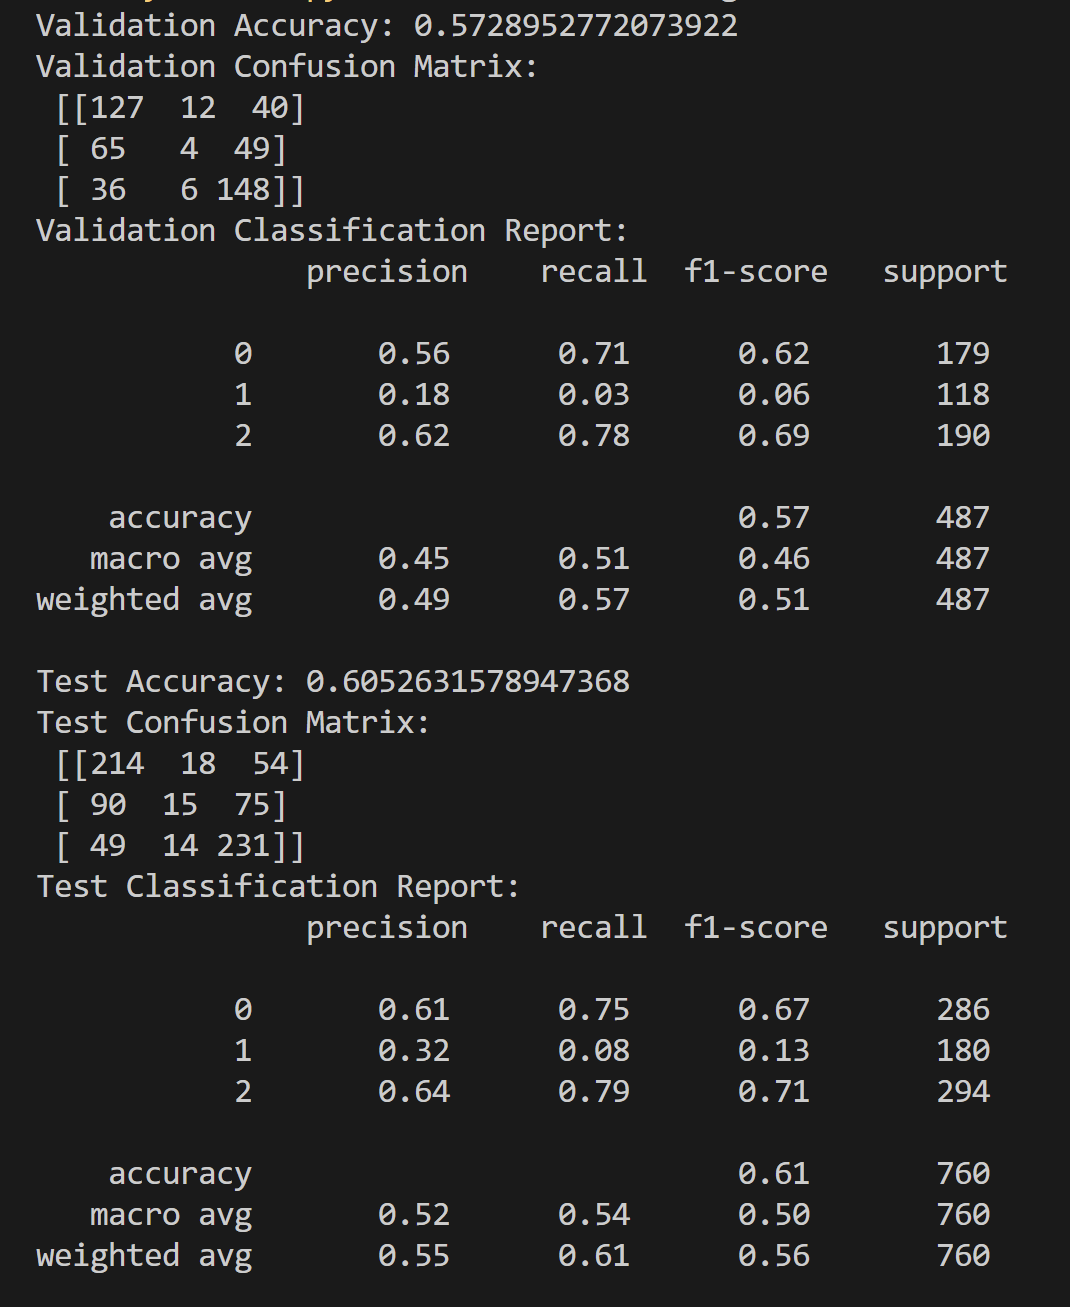 Validation Accuracy: 0.5728952772073922
Validation Confusion Matrix:
[[127 12 40]
[ 65 4 49]
[ 36 6 148]]
Validation Classification Report:
precision recall f1-score support
0 0.56 0.71 0.62 179
1 0.18 0.03 0.06 118
2 0.62 0.78 0.69 190
accuracy 0.57 487
macro avg 0.45 0.51 0.46 487
weighted avg 0.49 0.57 0.51 487
Test Accuracy: 0.6052631578947368
Test Confusion Matrix:
[[214 18 54]
[ 90 15 75]
[ 49 14 231]]
Test Classification Report:
precision recall f1-score support
0 0.61 0.75 0.67 286
1 0.32 0.08 0.13 180
2 0.64 0.79 0.71 294
accuracy 0.61 760
macro avg 0.52 0.54 0.50 760
weighted avg 0.55 0.61 0.56 760